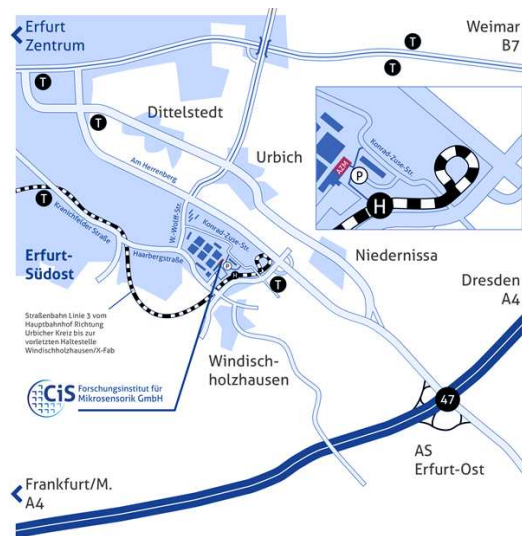 Erfurt
Zentrum
Weimar
B7
T
T
T
T
Dittelstedt
Konrad-Zuse-Str.
AZM
P
H
Urbich
Am Herrenberg
T
Kranichfelder Straße
W.-Wolff-Str.
Konrad-Zuse-Str.
Erfurt-
Südost
Haarbergstraße
Niedernissa
P
H
T
Dresden
A4
Straßenbahn Linie 3 vom
Hauptbahnhof Richtung
Urbicher Kreiz bis zur
vorletzten Haltestelle
Windischholzhausen/X-Fab
Windisch-
holzhausen
CiS Forschungsinstitut für
Mikrosensorik GmbH
47
AS
Erfurt-Ost
Frankfurt/M.
A4